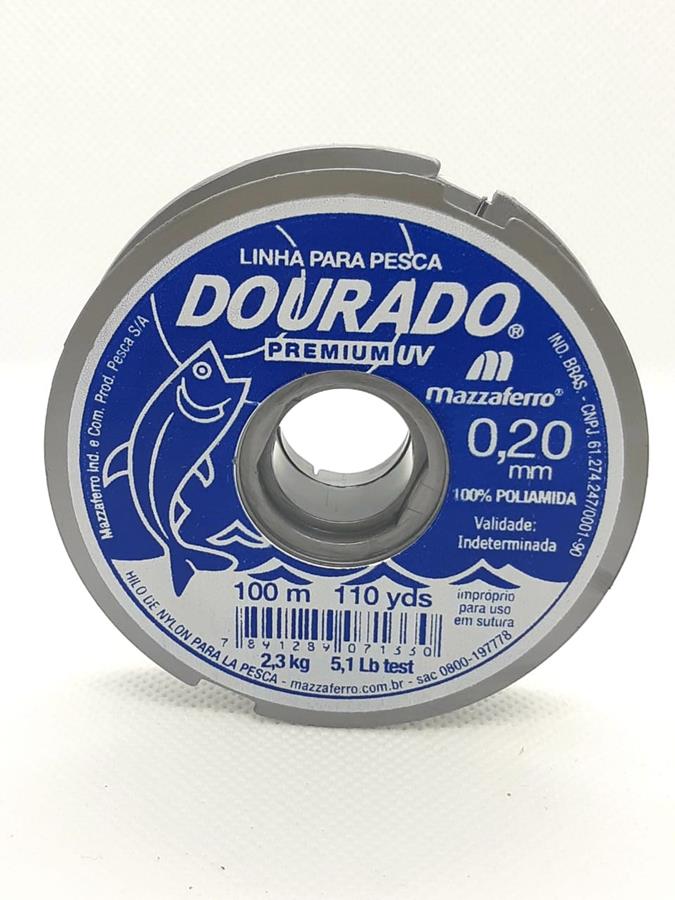 LINHA PARA PESCA
DOURADO®
PREMIUM UV
mazzaferro®
0,20
mm
100% POLIAMIDA
Validade:
Indeterminada
impróprio
para uso
em sutura
100 m 110 yds
7 891289 071330
2,3 kg 5,1 Lb test
Mazzaferro Ind. e Com. Prod. Pesca S/A
IND. BRAS. - CNPJ. 61.274.247/0001-90
HILO DE NYLON PARA LA PESCA - mazzaferro.com.br - sac 0800-197778